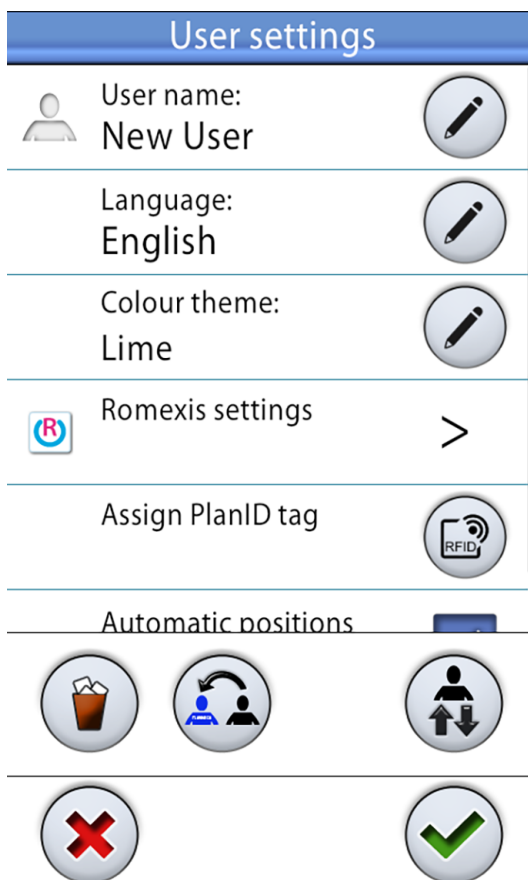 User settings
User name:
New User
Language:
English
Colour theme:
Lime
R
Romexis settings
>
Assign PlanID tag
RFID
Automatic positions